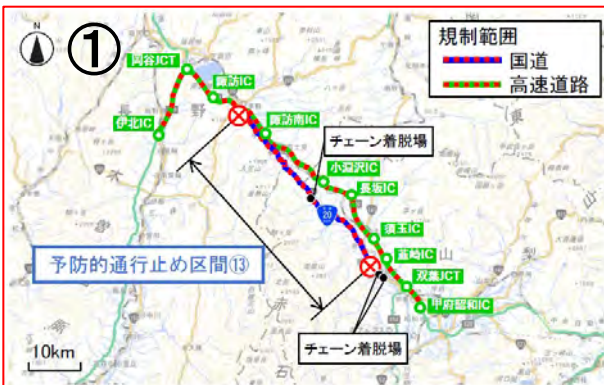 ①
規制範囲
国道
高速道路
岡谷JCT
諏訪IC
長
野
伊北IC
諏訪南IC
チェーン着脱場
小淵沢IC
長坂IC
20
須玉IC
山
韮崎IC
予防的通行止め区間⑬
双葉JCT
甲府昭和IC
チェーン着脱場
10km